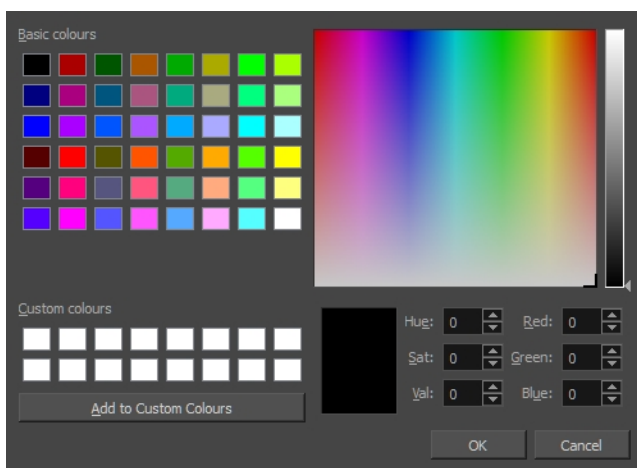 Basic colours
Custom colours
Add to Custom Colours
Hue: 0 Red: 0
Sat: 0 Green: 0
Val: 0 Blue: 0
OK Cancel